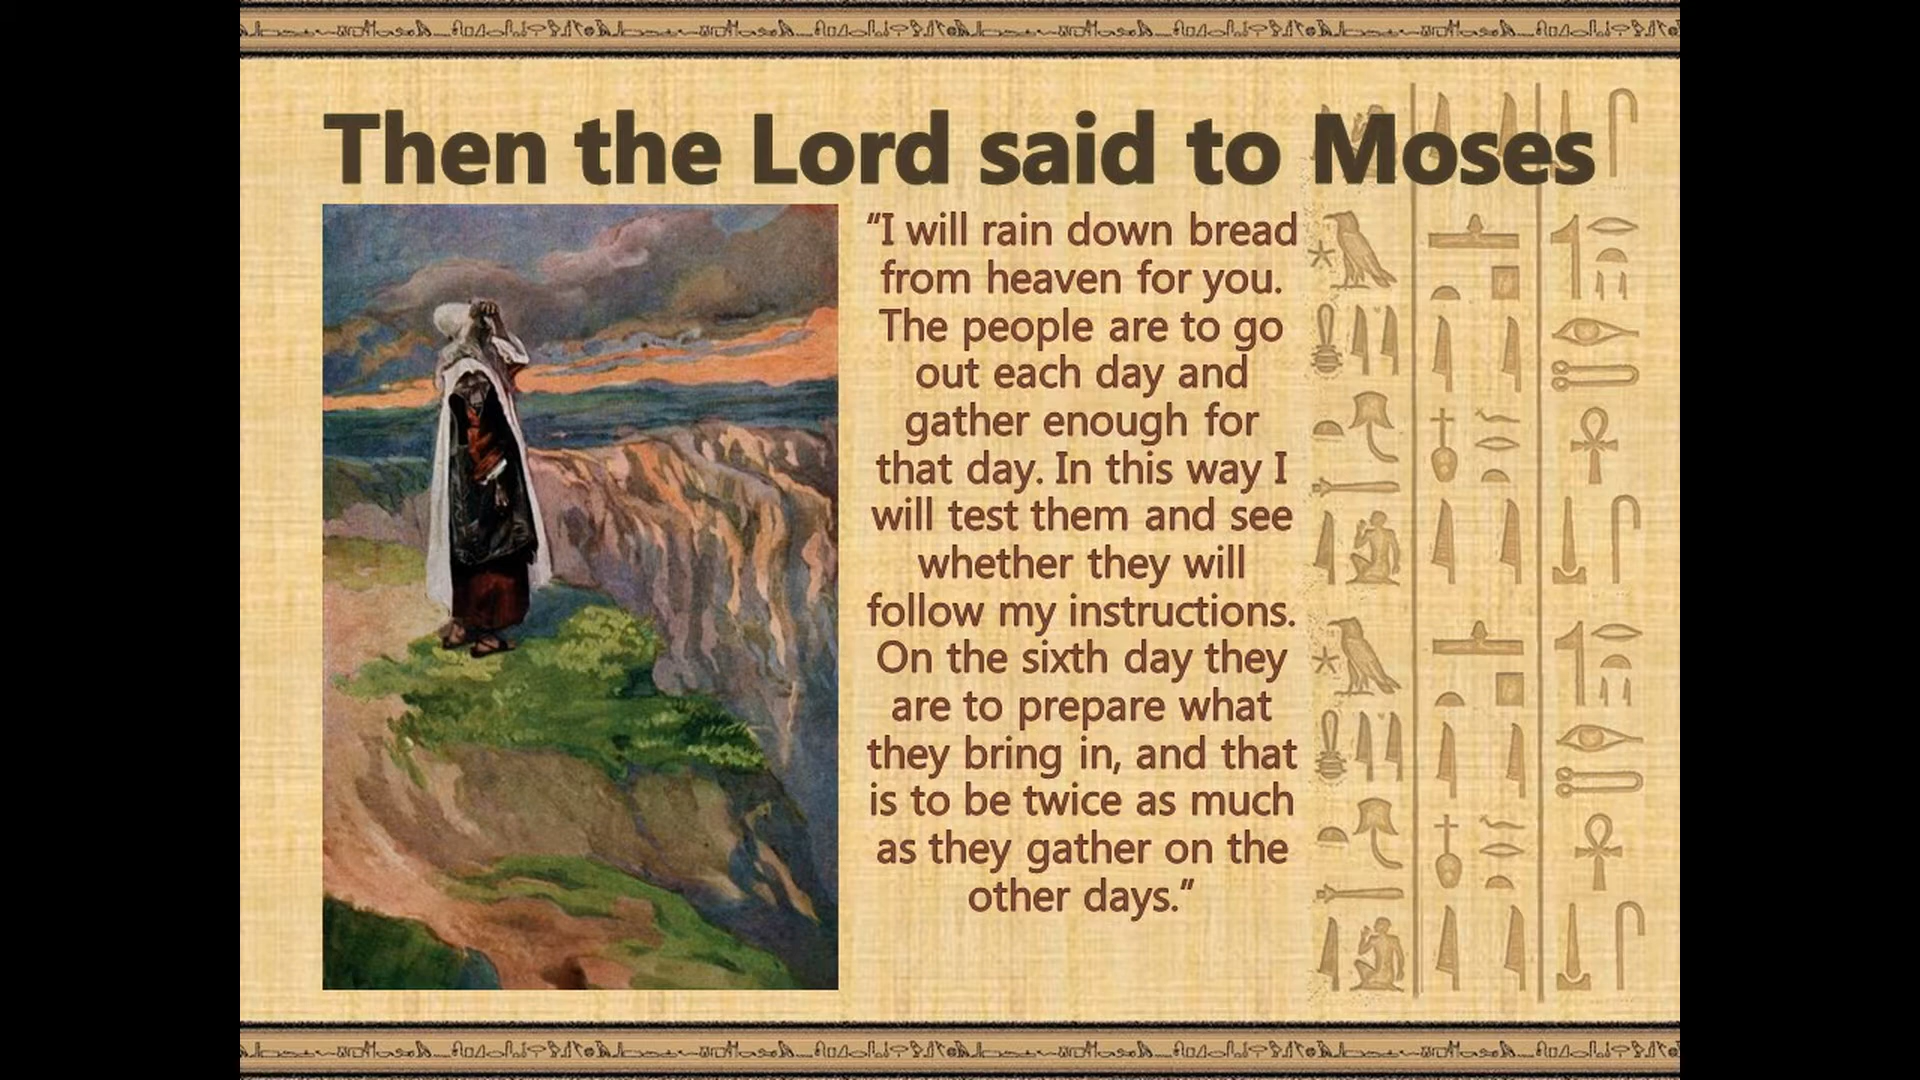 Then the Lord said to Moses
“I will rain down bread
from heaven for you.
The people are to go
out each day and
gather enough for
that day. In this way I
will test them and see
whether they will
follow my instructions.
On the sixth day they
are to prepare what
they bring in, and that
is to be twice as much
as they gather on the
other days.”